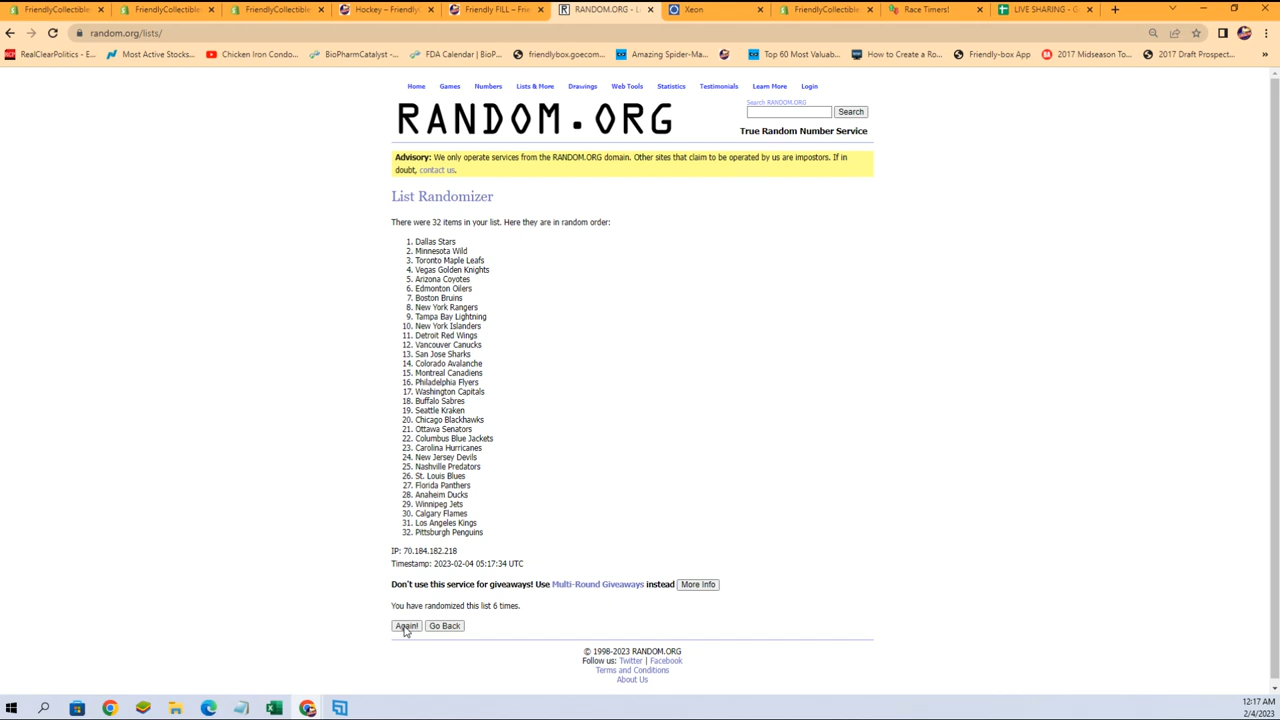 FriendlyCollectible
FriendlyCollectible
FriendlyCollectible
Hockey – Friendly
Friendly FILL – Frie
RANDOM.ORG - L
Xeon
FriendlyCollectible
Race Timers!
LIVE SHARING - G
random.org/lists/
RealClearPolitics - E...
Most Active Stocks...
Chicken Iron Condo...
BioPharmCatalyst -...
FDA Calendar | BioP...
friendlybox.goecom...
Amazing Spider-Ma...
Top 60 Most Valuab...
How to Create a Ro...
Friendly-box App
2017 Midseason To...
2017 Draft Prospect...
»
Home Games Numbers Lists & More Drawings Web Tools Statistics Testimonials Learn More Login
RANDOM.ORG
Search RANDOM.ORG
Search
True Random Number Service
Advisory: We only operate services from the RANDOM.ORG domain. Other sites that claim to be operated by us are impostors. If in
doubt, contact us.
List Randomizer
There were 32 items in your list. Here they are in random order:
1. Dallas Stars
2. Minnesota Wild
3. Toronto Maple Leafs
4. Vegas Golden Knights
5. Arizona Coyotes
6. Edmonton Oilers
7. Boston Bruins
8. New York Rangers
9. Tampa Bay Lightning
10. New York Islanders
11. Detroit Red Wings
12. Vancouver Canucks
13. San Jose Sharks
14. Colorado Avalanche
15. Montreal Canadiens
16. Philadelphia Flyers
17. Washington Capitals
18. Buffalo Sabres
19. Seattle Kraken
20. Chicago Blackhawks
21. Ottawa Senators
22. Columbus Blue Jackets
23. Carolina Hurricanes
24. New Jersey Devils
25. Nashville Predators
26. St. Louis Blues
27. Florida Panthers
28. Anaheim Ducks
29. Winnipeg Jets
30. Calgary Flames
31. Los Angeles Kings
32. Pittsburgh Penguins
IP: 70.184.182.218
Timestamp: 2023-02-04 05:17:34 UTC
Don't use this service for giveaways! Use Multi-Round Giveaways instead More Info
You have randomized this list 6 times.
Again! Go Back
© 1998-2023 RANDOM.ORG
Follow us: Twitter | Facebook
Terms and Conditions
About Us
12:17 AM
2/4/2023